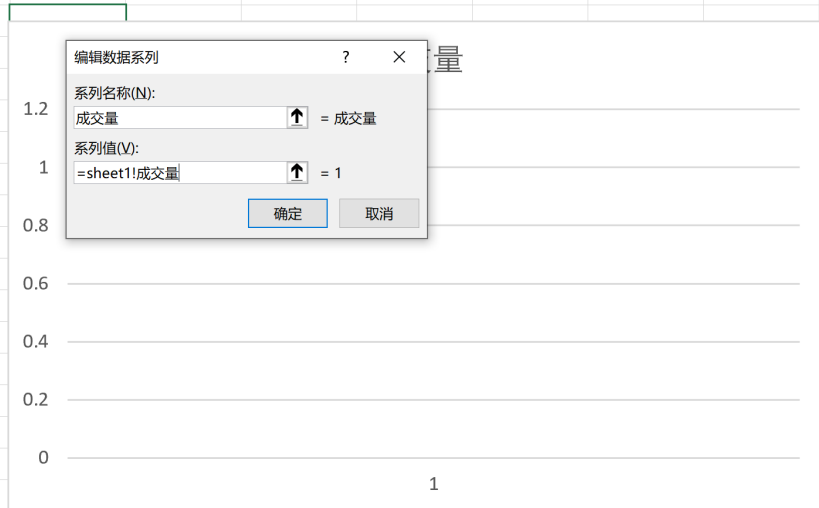 编辑数据系列 ?
系列名称(N):
成交量 = 成交量
系列值(V):
=sheet1!成交量 = 1
确定 取消
量
1.2
1
0.8
0.6
0.4
0.2
0
1